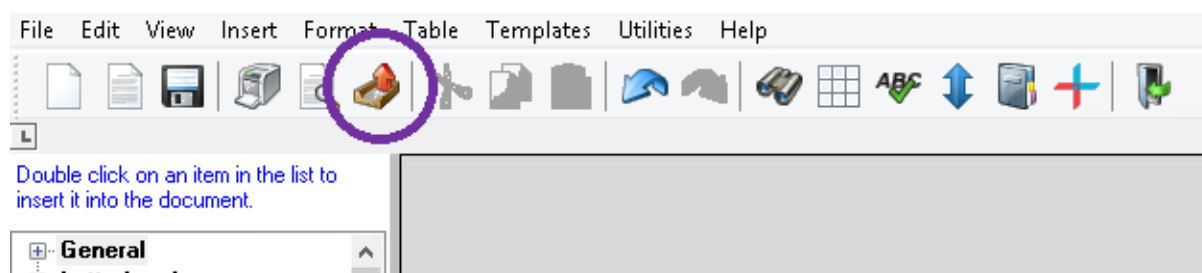 File Edit View Insert Format Table Templates Utilities Help
ABC
L
Double click on an item in the list to
insert it into the document.
General